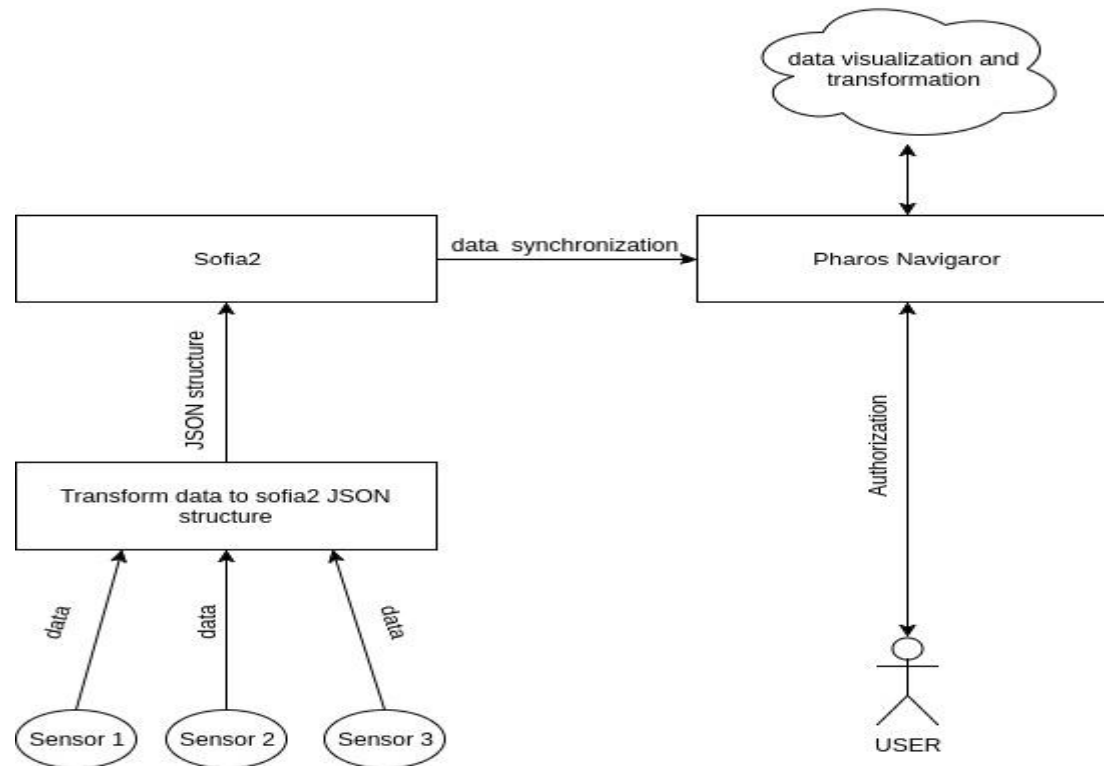 data visualization and
transformation
Sofia2
data synchronization
Pharos Navigaror
JSON structure
Authorization
Transform data to sofia2 JSON
structure
data
data
data
Sensor 1
Sensor 2
Sensor 3
USER